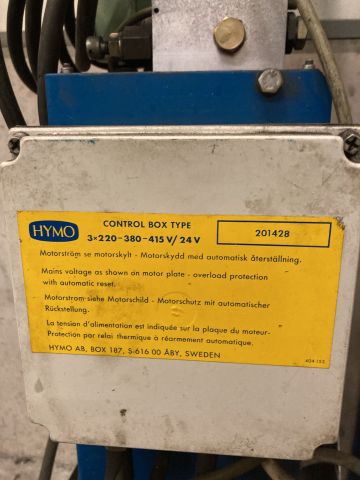 HYMO
CONTROL BOX TYPE
3×220-380-415 V/ 24 V
201428
Motorström se motorskylt - Motorskydd med automatisk återställning.
Mains voltage as shown on motor plate - overload protection
with automatic reset.
Motorstrom siehe Motorschild - Motorschutz mit automatischer
Rückstellung.
La tension d'alimentation est indiquée sur la plaque du moteur-
Protection par relai thermique à réarmement automatique.
HYMO AB, BOX 187, S-616 00 ÅBY, SWEDEN